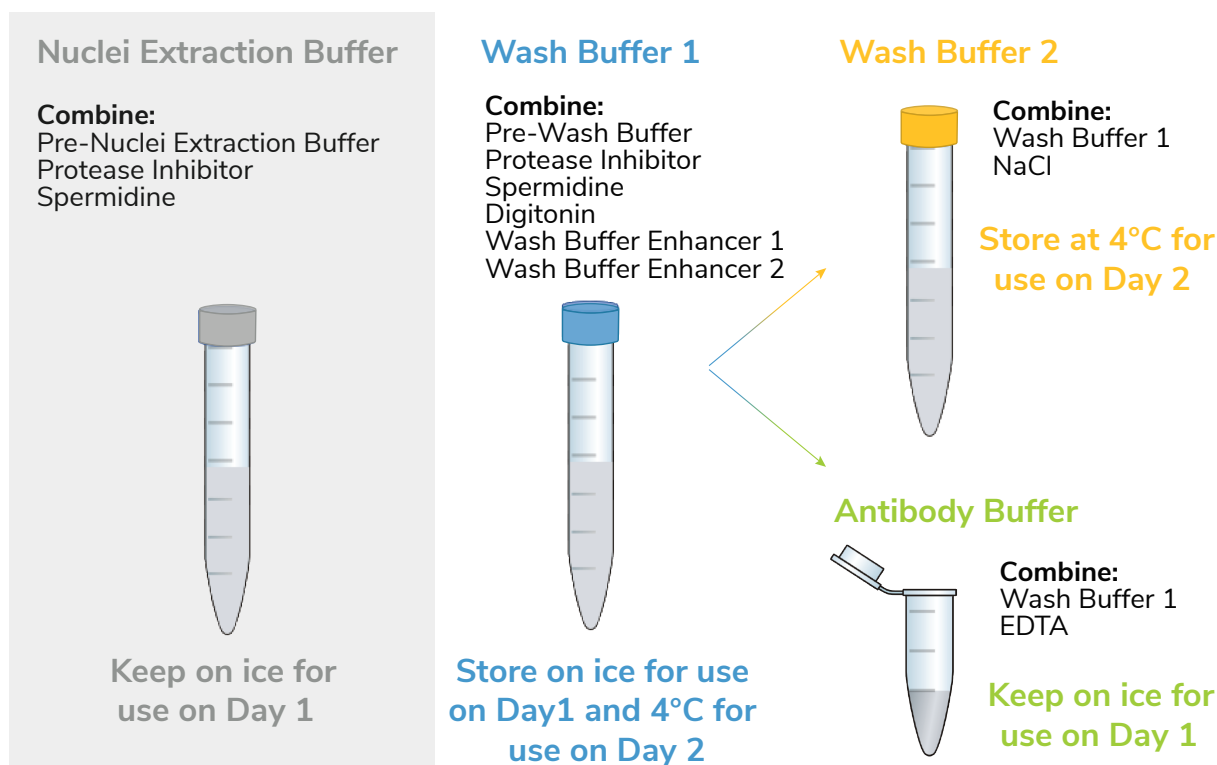 Nuclei Extraction Buffer
Combine:
Pre-Nuclei Extraction Buffer
Protease Inhibitor
Spermidine
Keep on ice for
use on Day 1
Wash Buffer 1
Combine:
Pre-Wash Buffer
Protease Inhibitor
Spermidine
Digitonin
Wash Buffer Enhancer 1
Wash Buffer Enhancer 2
Store on ice for use
on Day1 and 4°C for
use on Day 2
Wash Buffer 2
Combine:
Wash Buffer 1
NaCl
Store at 4°C for
use on Day 2
Antibody Buffer
Combine:
Wash Buffer 1
EDTA
Keep on ice for
use on Day 1